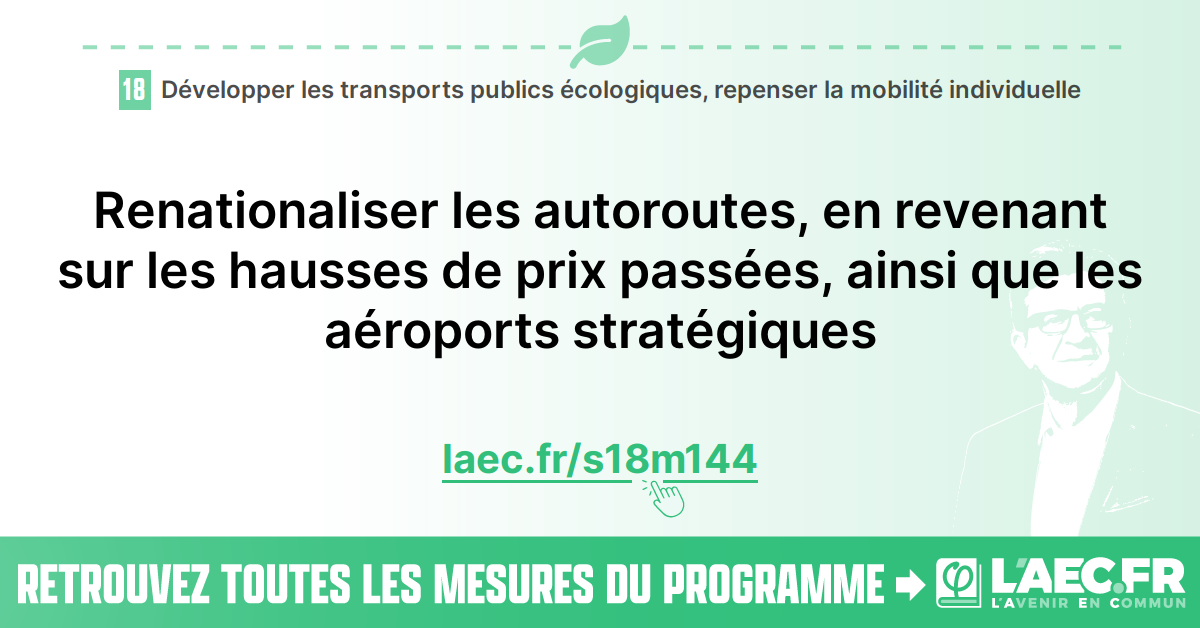 18 Développer les transports publics écologiques, repenser la mobilité individuelle
Renationaliser les autoroutes, en revenant
sur les hausses de prix passées, ainsi que les
aéroports stratégiques
laec.fr/s18m144
RETROUVEZ TOUTES LES MESURES DU PROGRAMME
φ L'AEC.FR
L'AVENIR EN COMMUN